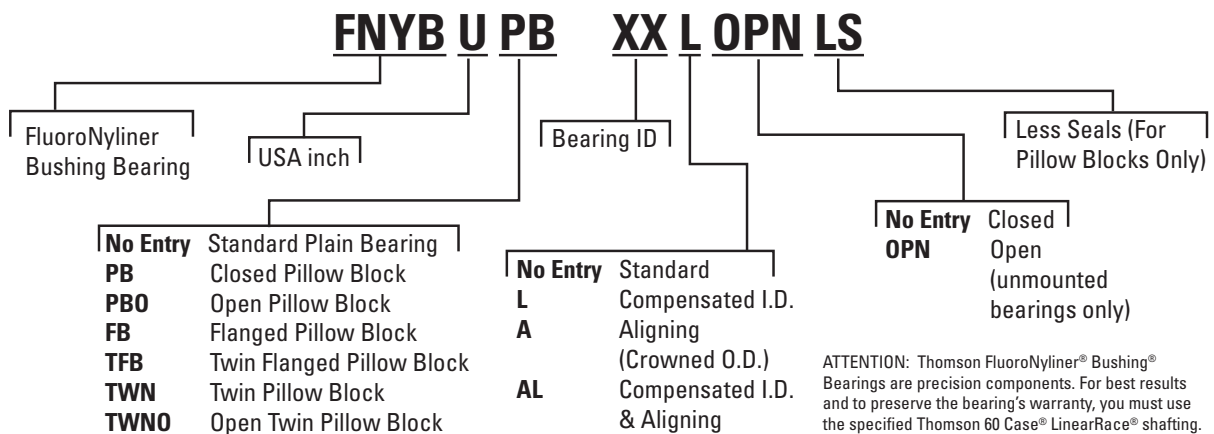 FNYB U PB XX L OPN LS
FluoroNyliner
Bushing Bearing
USA inch
Bearing ID
Less Seals (For
Pillow Blocks Only)
No Entry Standard Plain Bearing
PB Closed Pillow Block
PBO Open Pillow Block
FB Flanged Pillow Block
TFB Twin Flanged Pillow Block
TWN Twin Pillow Block
TWNO Open Twin Pillow Block
No Entry Standard
L Compensated I.D.
A Aligning
(Crowned O.D.)
AL Compensated I.D.
& Aligning
No Entry Closed
OPN Open
(unmounted
bearings only)
ATTENTION: Thomson FluoroNyliner® Bushing®
Bearings are precision components. For best results
and to preserve the bearing's warranty, you must use
the specified Thomson 60 Case® LinearRace® shafting.